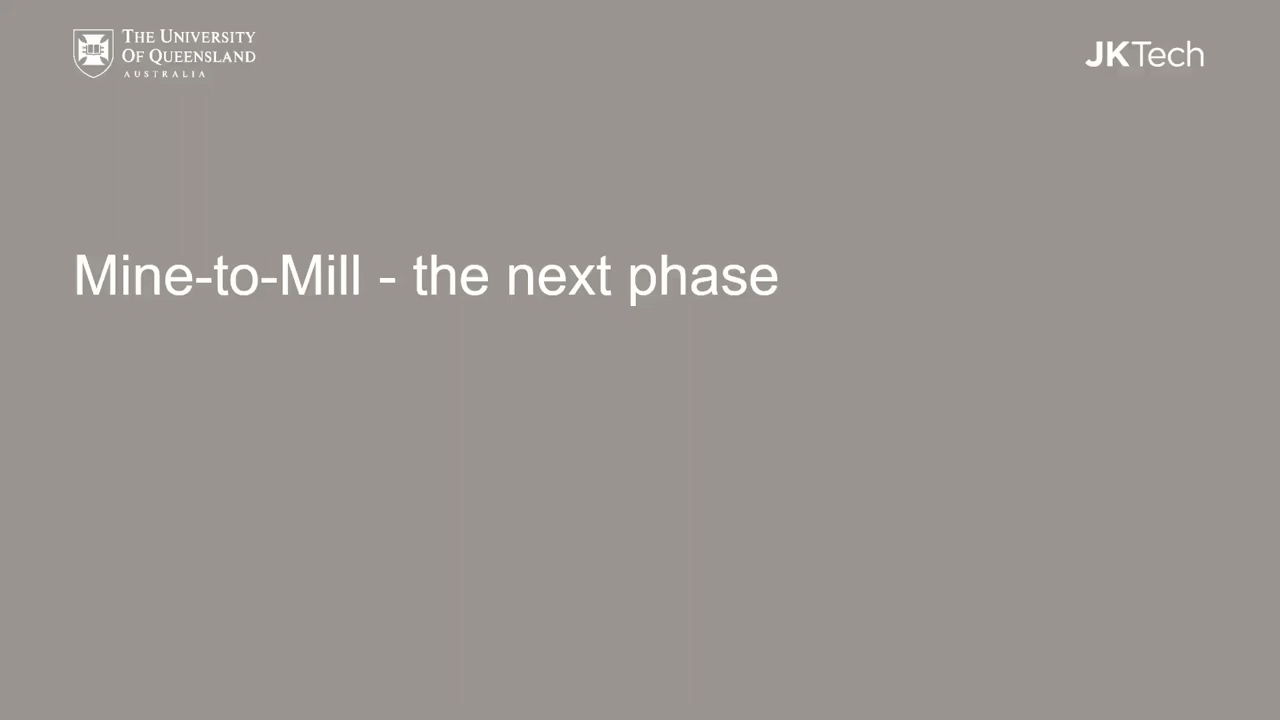 THE UNIVERSITY
OF QUEENSLAND
AUSTRALIA
JKTech
Mine-to-Mill - the next phase